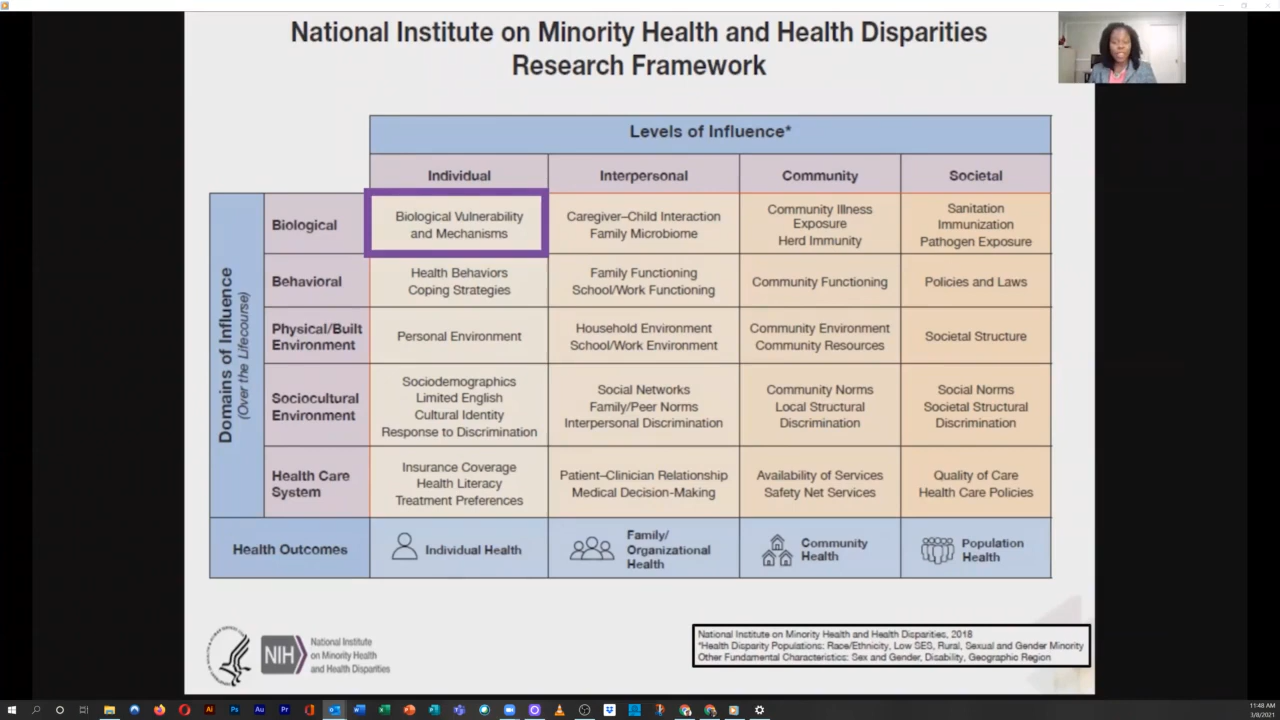 National Institute on Minority Health and Health Disparities
Research Framework
Levels of Influence*
Individual
Interpersonal
Community
Societal
Domains of Influence
(Over the Lifecourse)
Biological
Biological Vulnerability
and Mechanisms
Caregiver–Child Interaction
Family Microbiome
Community Illness
Exposure
Herd Immunity
Sanitation
Immunization
Pathogen Exposure
Behavioral
Health Behaviors
Coping Strategies
Family Functioning
School/Work Functioning
Community Functioning
Policies and Laws
Physical/Built
Environment
Personal Environment
Household Environment
School/Work Environment
Community Environment
Community Resources
Societal Structure
Sociocultural
Environment
Sociodemographics
Limited English
Cultural Identity
Response to Discrimination
Social Networks
Family/Peer Norms
Interpersonal Discrimination
Community Norms
Local Structural
Discrimination
Social Norms
Societal Structural
Discrimination
Health Care
System
Insurance Coverage
Health Literacy
Treatment Preferences
Patient–Clinician Relationship
Medical Decision-Making
Availability of Services
Safety Net Services
Quality of Care
Health Care Policies
Health Outcomes
Individual Health
Family/
Organizational
Health
Community
Health
Population
Health
NIH
National Institute
on Minority Health
and Health Disparities
National Institute on Minority Health and Health Disparities, 2018
*Health Disparity Populations: Race/Ethnicity, Low SES, Rural, Sexual and Gender Minority
Other Fundamental Characteristics: Sex and Gender, Disability, Geographic Region
Ai
Ps
Au
Pr
11:48 AM
3/8/2021